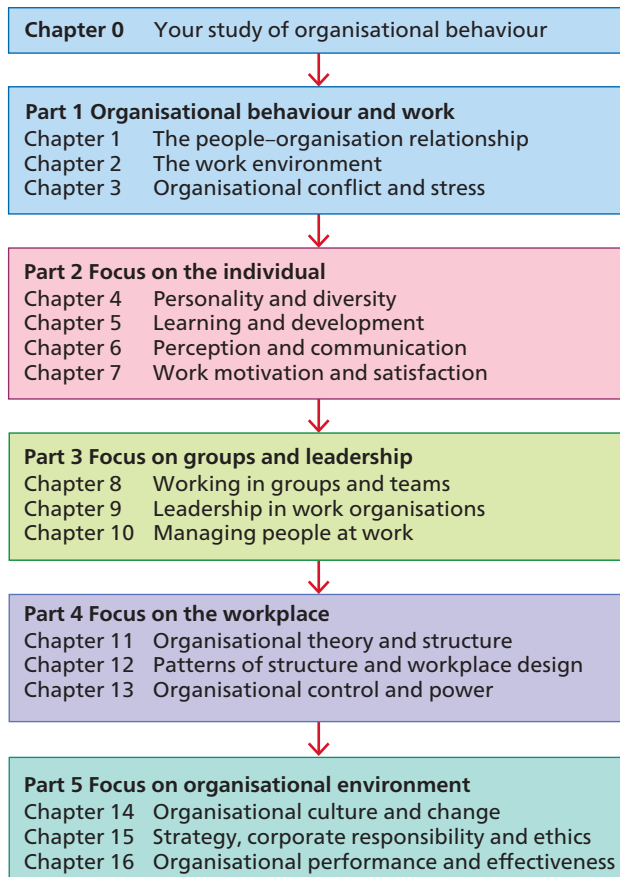 Chapter 0 Your study of organisational behaviour
Part 1 Organisational behaviour and work
Chapter 1 The people–organisation relationship
Chapter 2 The work environment
Chapter 3 Organisational conflict and stress
Part 2 Focus on the individual
Chapter 4 Personality and diversity
Chapter 5 Learning and development
Chapter 6 Perception and communication
Chapter 7 Work motivation and satisfaction
Part 3 Focus on groups and leadership
Chapter 8 Working in groups and teams
Chapter 9 Leadership in work organisations
Chapter 10 Managing people at work
Part 4 Focus on the workplace
Chapter 11 Organisational theory and structure
Chapter 12 Patterns of structure and workplace design
Chapter 13 Organisational control and power
Part 5 Focus on organisational environment
Chapter 14 Organisational culture and change
Chapter 15 Strategy, corporate responsibility and ethics
Chapter 16 Organisational performance and effectiveness